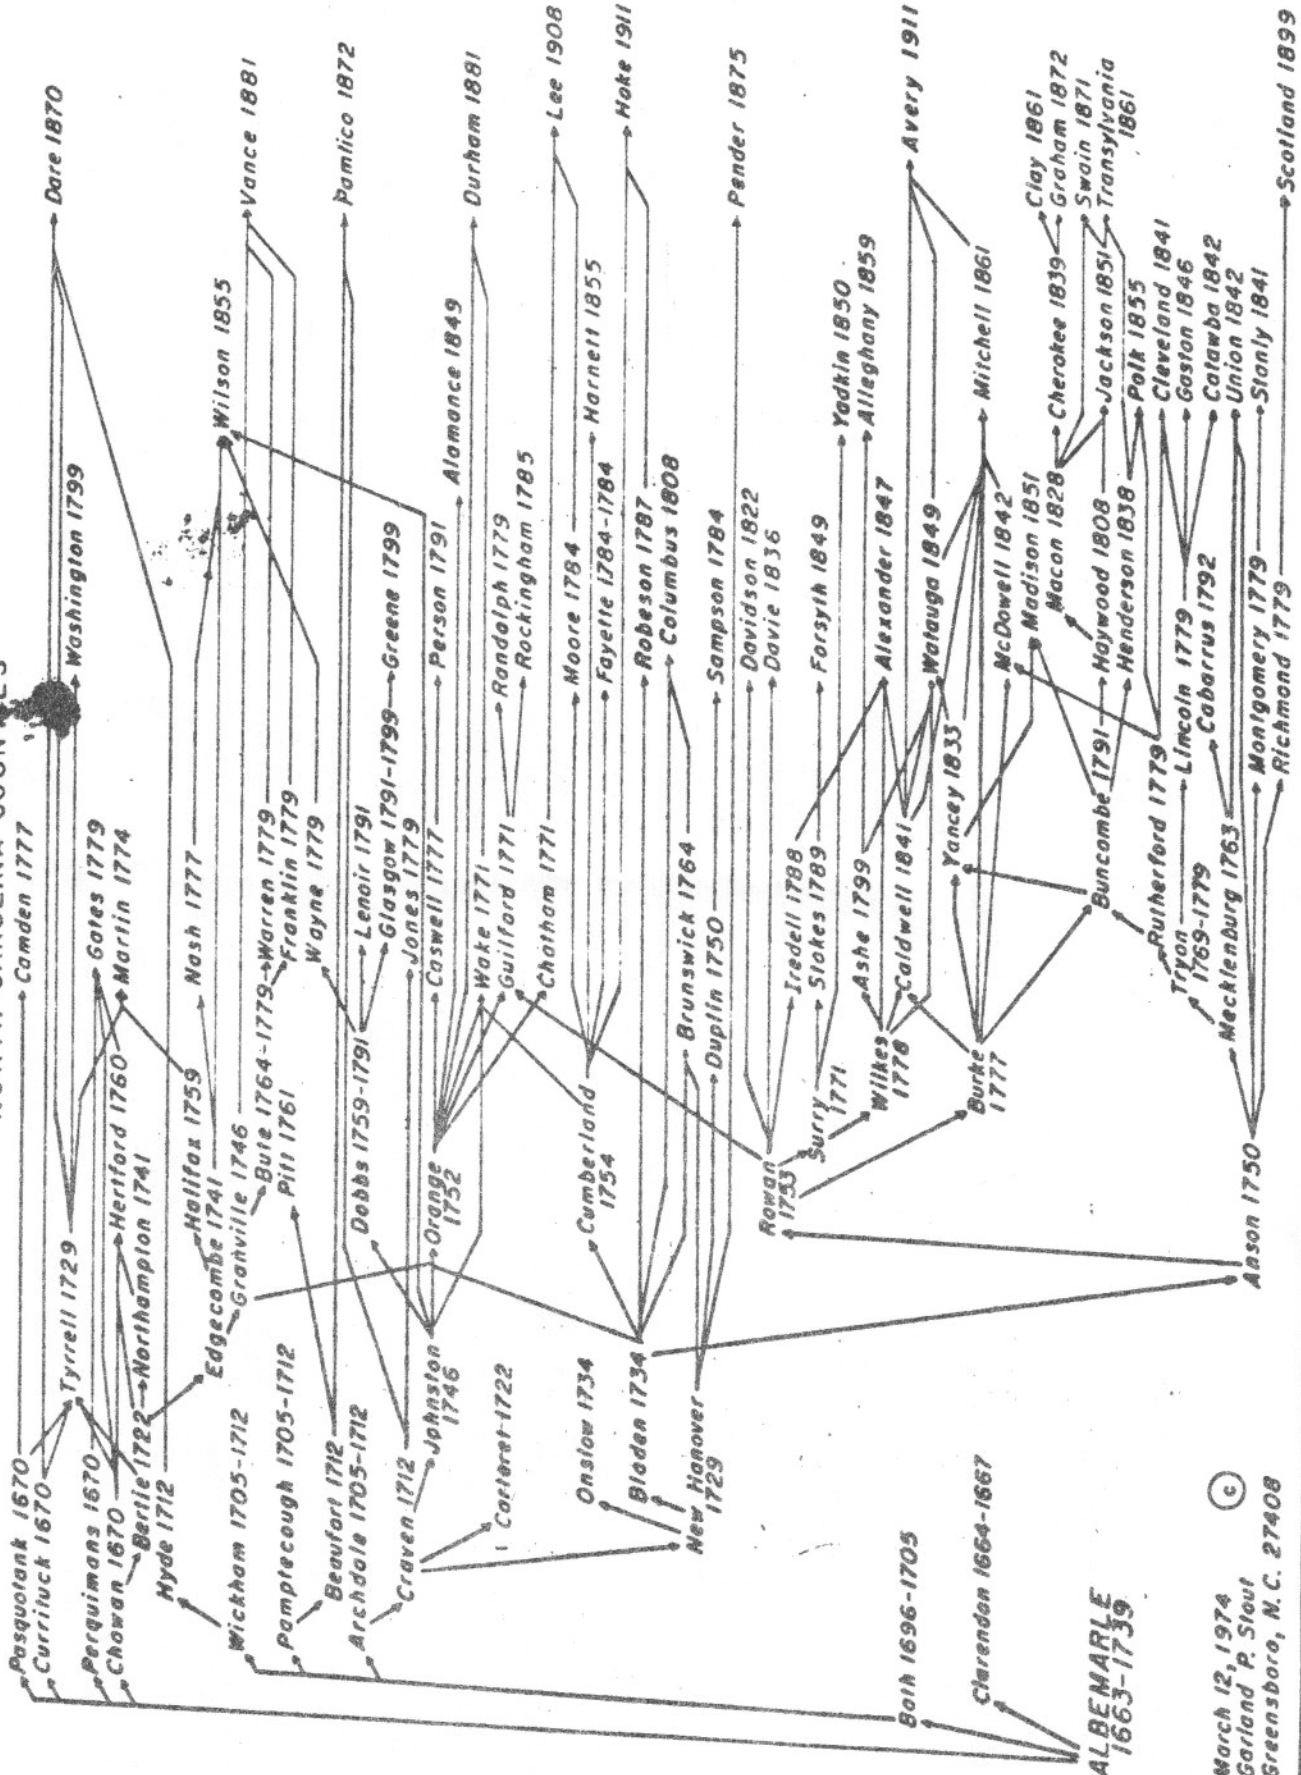 Pasquotank 1670
Camden 1777
Currituck 1670
Dare 1870
Tyrrell 1729
Washington 1799
Perquimans 1670
Gates 1779
Chowan 1670
Hertford 1760
Martin 1774
Bertie 1722
Northampton 1741
Hyde 1712
Halifax 1759
Nash 1777
Edgecombe 1741
Wilson 1855
Granville 1746
Vance 1881
Wickham 1705-1712
Bute 1764-1779
Warren 1779
Franklin 1779
Pamptecough 1705-1712
Pitt 1761
Wayne 1779
Beaufort 1712
Pamlico 1872
Archdale 1705-1712
Dobbs 1759-1791
Lenoir 1791
Glasgow 1791-1799
Greene 1799
Craven 1712
Jones 1779
Johnston
1746
Orange
1752
Caswell 1777
Person 1791
Alamance 1849
Wake 1771
Durham 1881
Carteret 1722
Guilford 1771
Randolph 1779
Rockingham 1785
Chatham 1771
Lee 1908
Onslow 1734
Cumberland
1754
Moore 1784
Harnett 1855
Fayette 1784-1784
Hoke 1911
Bladen 1734
Robeson 1787
Columbus 1808
New Hanover
1729
Brunswick 1764
Duplin 1750
Sampson 1784
Pender 1875
Rowan
1753
Davidson 1822
Davie 1836
Iredell 1788
Surry
1771
Stokes 1789
Forsyth 1849
Yadkin 1850
Ashe 1799
Alleghany 1859
Wilkes
1778
Alexander 1847
Caldwell 1841
Avery 1911
Watauga 1849
Both 1696-1705
Yancey 1833
Burke
1777
Mitchell 1861
Clarendon 1664-1667
McDowell 1842
Madison 1851
Macon 1828
Cherokee 1839
Clay 1861
Graham 1872
Swain 1871
Buncombe 1791
Haywood 1808
Jackson 1851
Transylvania
1861
Henderson 1838
Polk 1855
ALBEMARLE
1663-1739
Rutherford 1779
Cleveland 1841
Tryon
1769-1779
Lincoln 1779
Gaston 1846
Catawba 1842
Mecklenburg 1763
Cabarrus 1792
Union 1842
Anson 1750
Montgomery 1779
Stanly 1841
Richmond 1779
Scotland 1899
March 12, 1974
Garland P. Stout
Greensboro, N.C. 27408
©